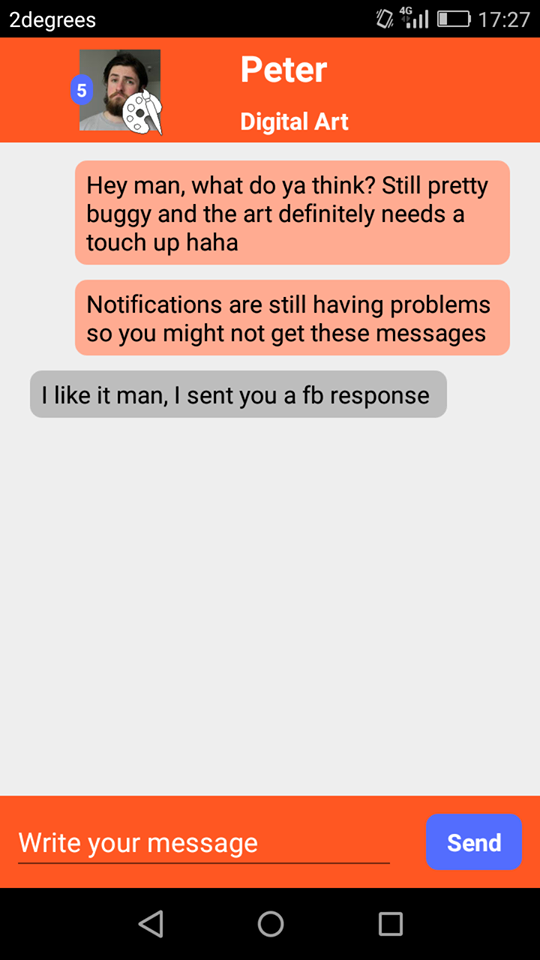 2degrees
4G
17:27
5
Peter
Digital Art
Hey man, what do ya think? Still pretty
buggy and the art definitely needs a
touch up haha
Notifications are still having problems
so you might not get these messages
I like it man, I sent you a fb response
Write your message
Send